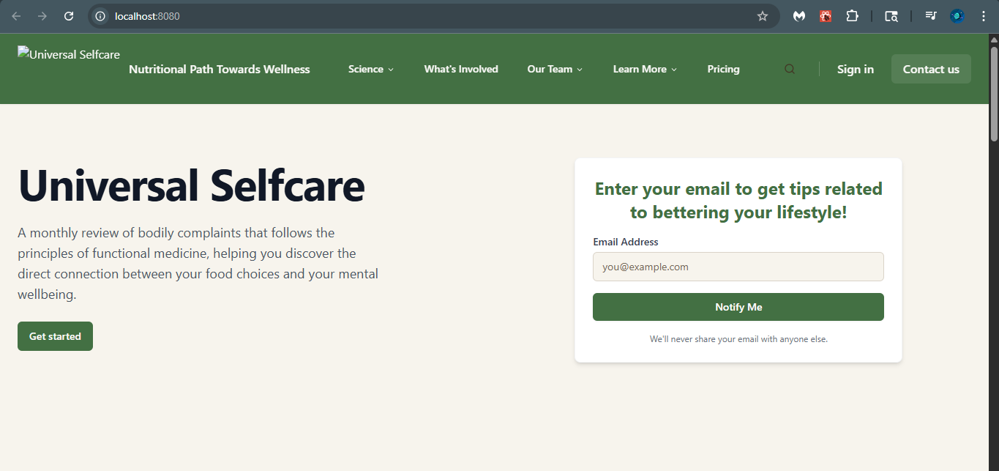 localhost:8080
Universal Selfcare
Nutritional Path Towards Wellness
Science
What's Involved
Our Team
Learn More
Pricing
Sign in
Contact us
Universal Selfcare
A monthly review of bodily complaints that follows the
principles of functional medicine, helping you discover the
direct connection between your food choices and your mental
wellbeing.
Get started
Enter your email to get tips related
to bettering your lifestyle!
Email Address
you@example.com
Notify Me
We'll never share your email with anyone else.